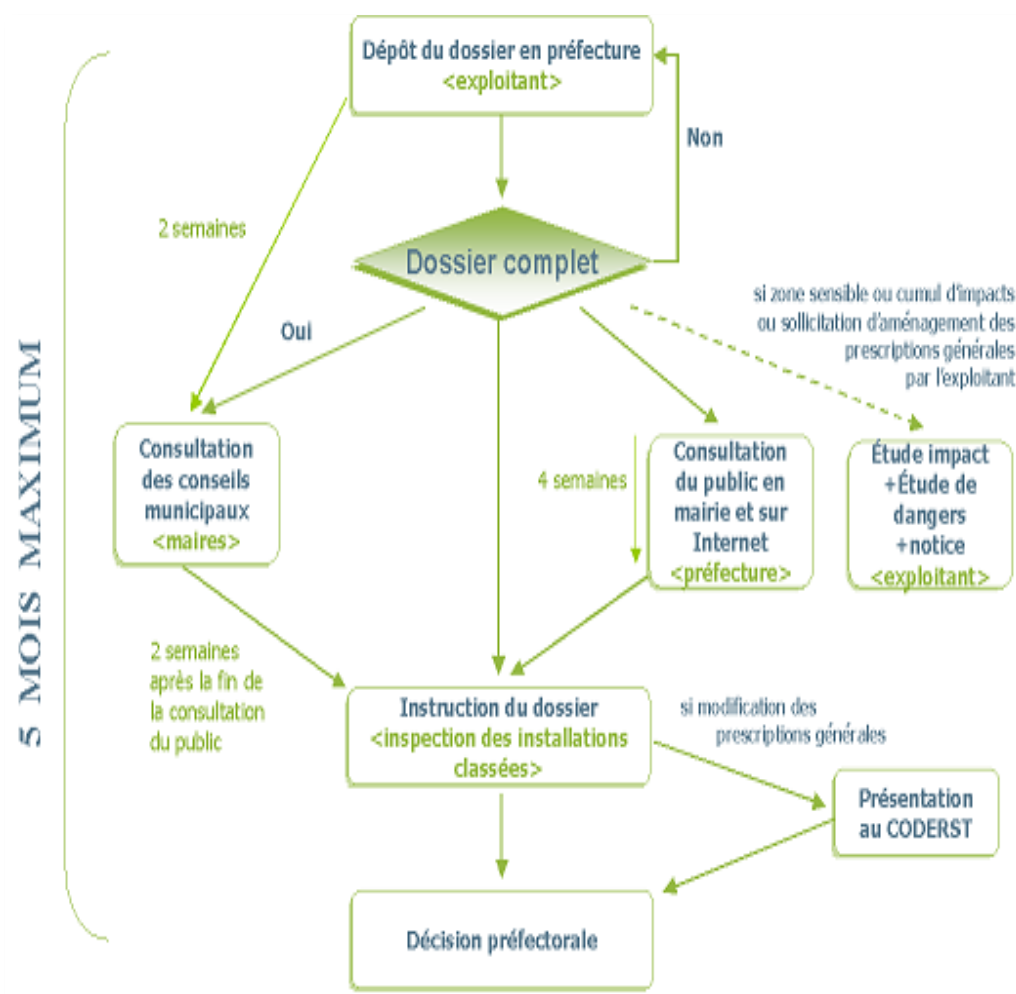 Dépôt du dossier en préfecture
<exploitant>
Non
2 semaines
Dossier complet
si zone sensible ou cumul d'impacts
ou sollicitation d'aménagement des
prescriptions générales
par l'exploitant
Oui
5 MOIS MAXIMUM
Consultation
des conseils
municipaux
<maires>
4 semaines
Consultation
du public en
mairie et sur
Internet
<préfecture>
Étude impact
+Étude de
dangers
+notice
<exploitant>
2 semaines
après la fin de
la consultation
du public
Instruction du dossier
<inspection des installations
classées>
si modification des
prescriptions générales
Présentation
au CODERST
Décision préfectorale